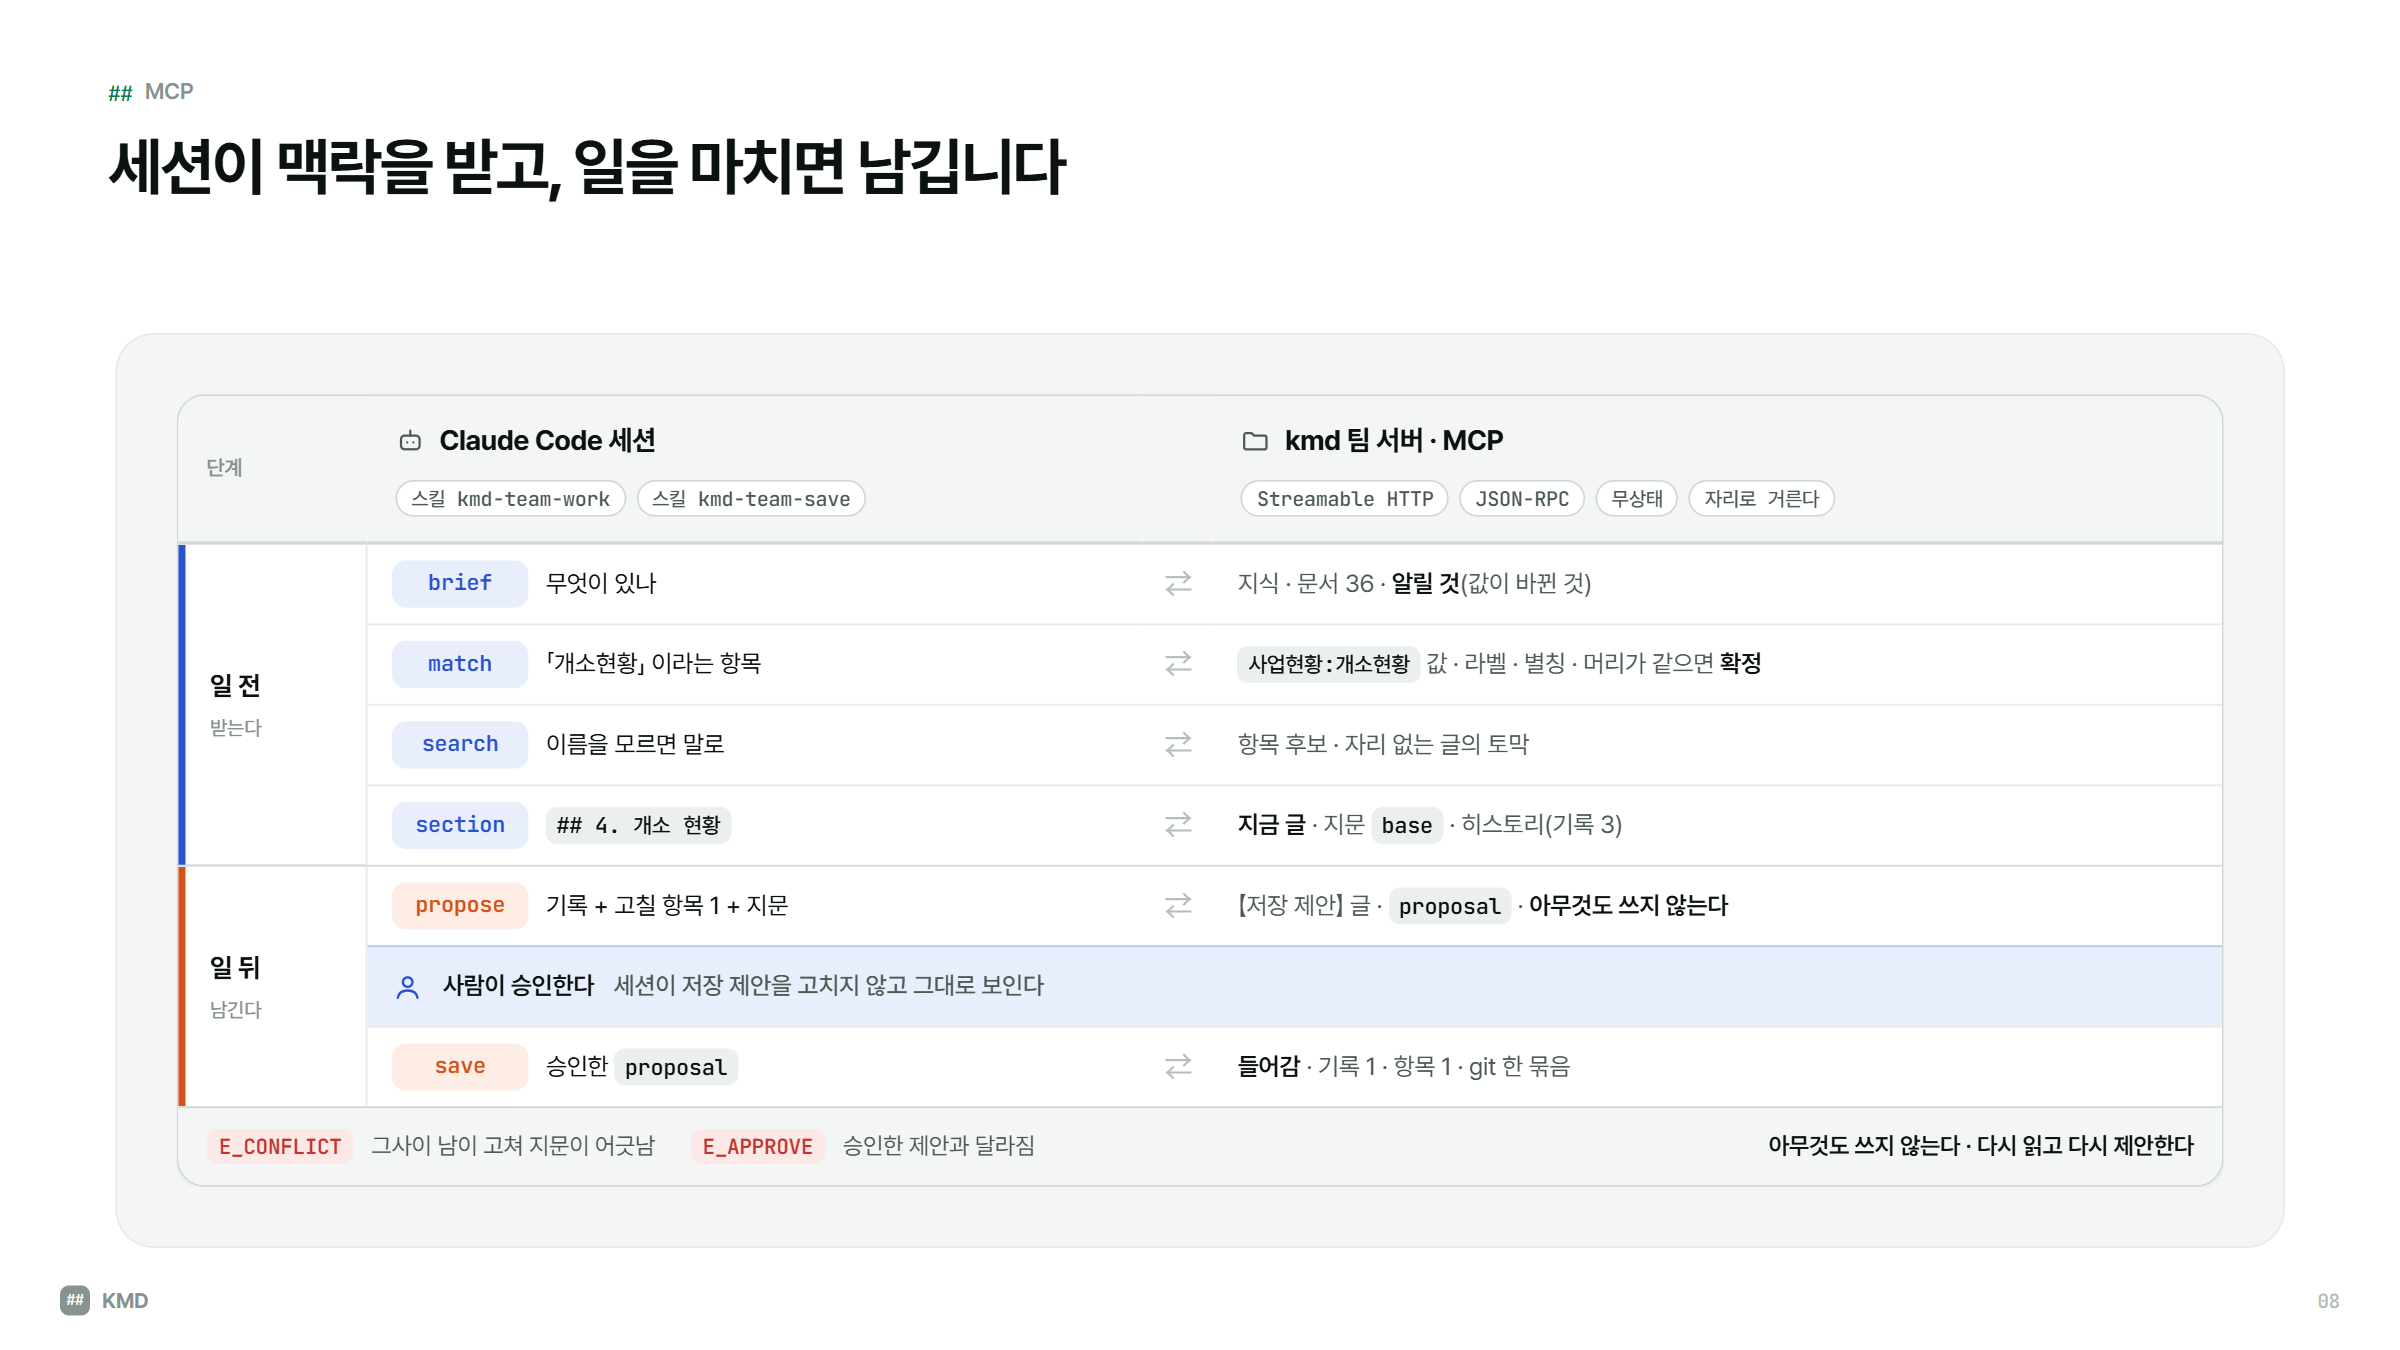 ## MCP
세션이 맥락을 받고, 일을 마치면 남깁니다
단계
Claude Code 세션
스킬 kmd-team-work 스킬 kmd-team-save
kmd 팀 서버 · MCP
Streamable HTTP JSON-RPC 무상태 자리로 거른다
일 전
받는다
brief 무엇이 있나 ⇄ 지식 · 문서 36 · 알릴 것(값이 바뀐 것)
match 「개소현황」 이라는 항목 ⇄ 사업현황:개소현황 값 · 라벨 · 별칭 · 머리가 같으면 확정
search 이름을 모르면 말로 ⇄ 항목 후보 · 자리 없는 글의 토막
section ## 4. 개소 현황 ⇄ 지금 글 · 지문 base · 히스토리(기록 3)
일 뒤
남긴다
propose 기록 + 고칠 항목 1 + 지문 ⇄ 【저장 제안】 글 · proposal · 아무것도 쓰지 않는다
사람이 승인한다 세션이 저장 제안을 고치지 않고 그대로 보인다
save 승인한 proposal ⇄ 들어감 · 기록 1 · 항목 1 · git 한 묶음
E_CONFLICT 그사이 남이 고쳐 지문이 어긋남 E_APPROVE 승인한 제안과 달라짐 아무것도 쓰지 않는다 · 다시 읽고 다시 제안한다
## KMD
08